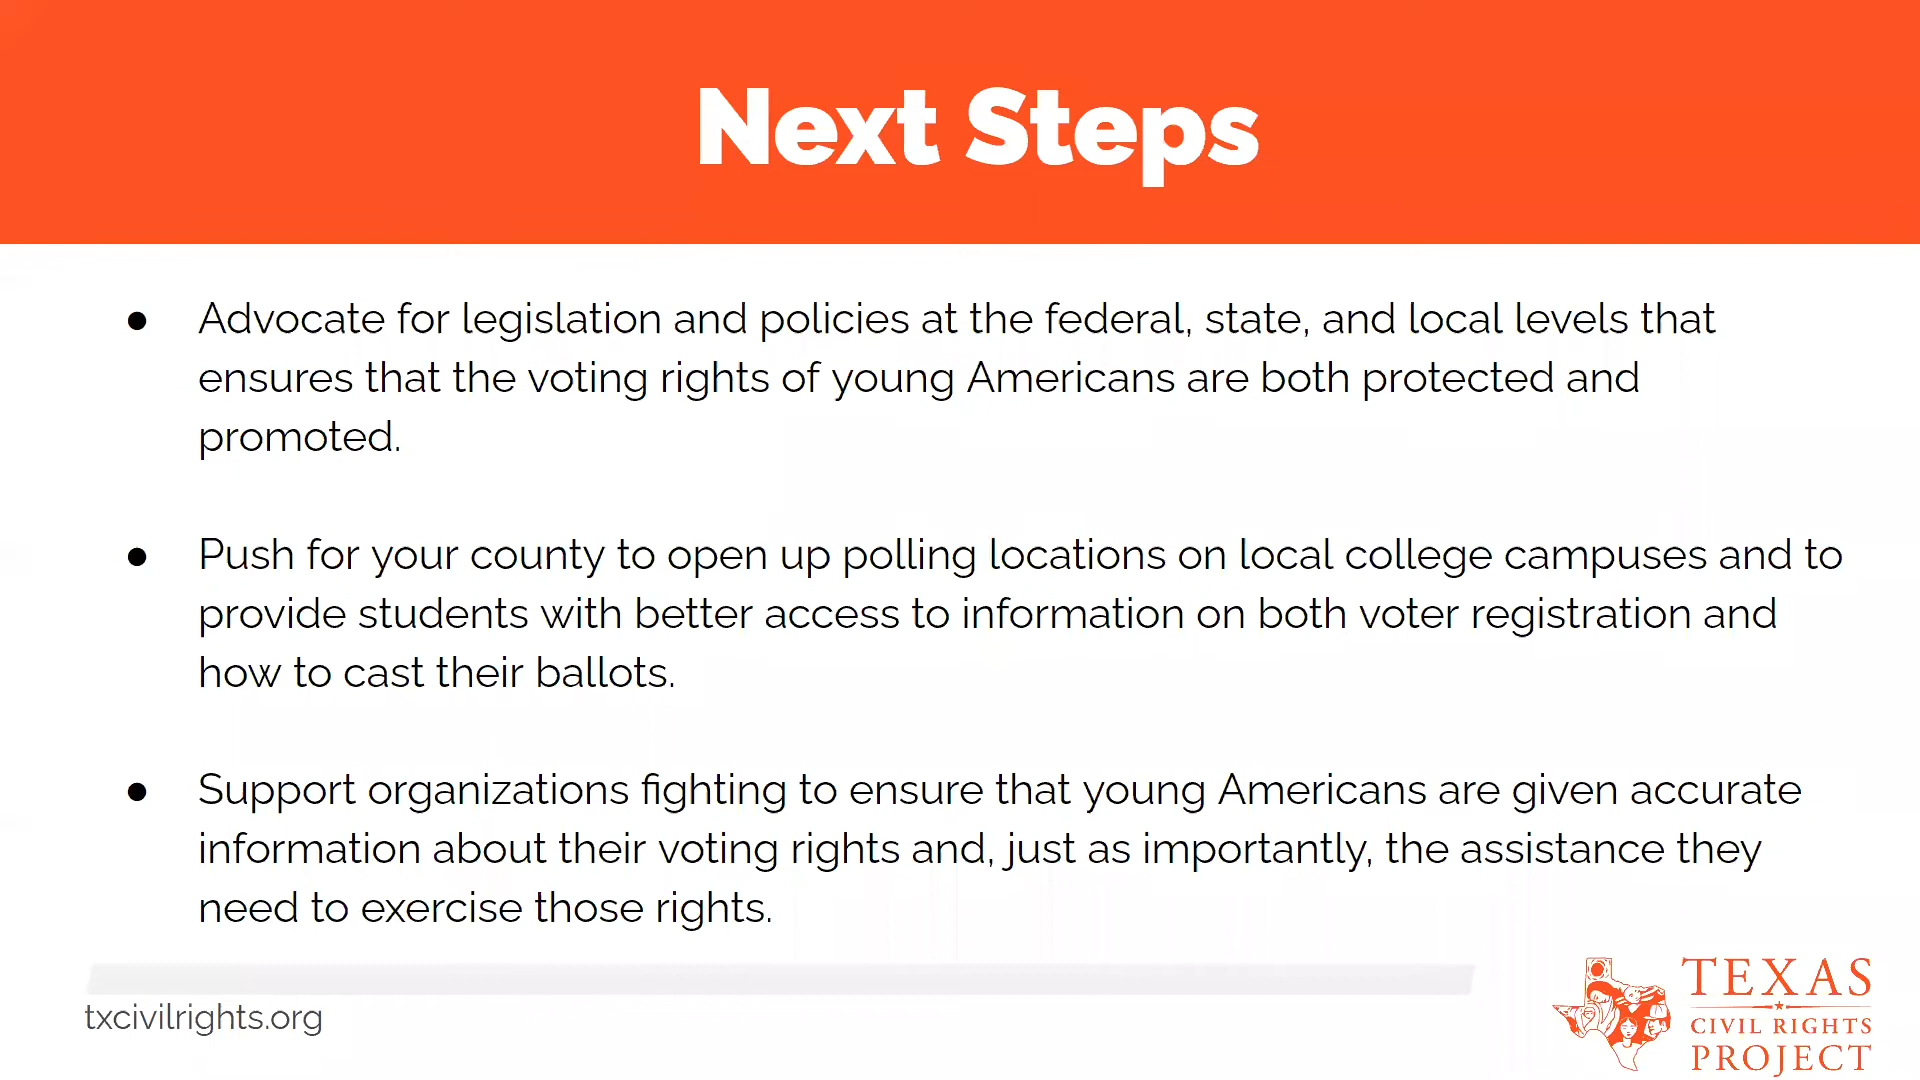 Next Steps
● Advocate for legislation and policies at the federal, state, and local levels that
ensures that the voting rights of young Americans are both protected and
promoted.
● Push for your county to open up polling locations on local college campuses and to
provide students with better access to information on both voter registration and
how to cast their ballots.
● Support organizations fighting to ensure that young Americans are given accurate
information about their voting rights and, just as importantly, the assistance they
need to exercise those rights.
txcivilrights.org
TEXAS
CIVIL RIGHTS
PROJECT